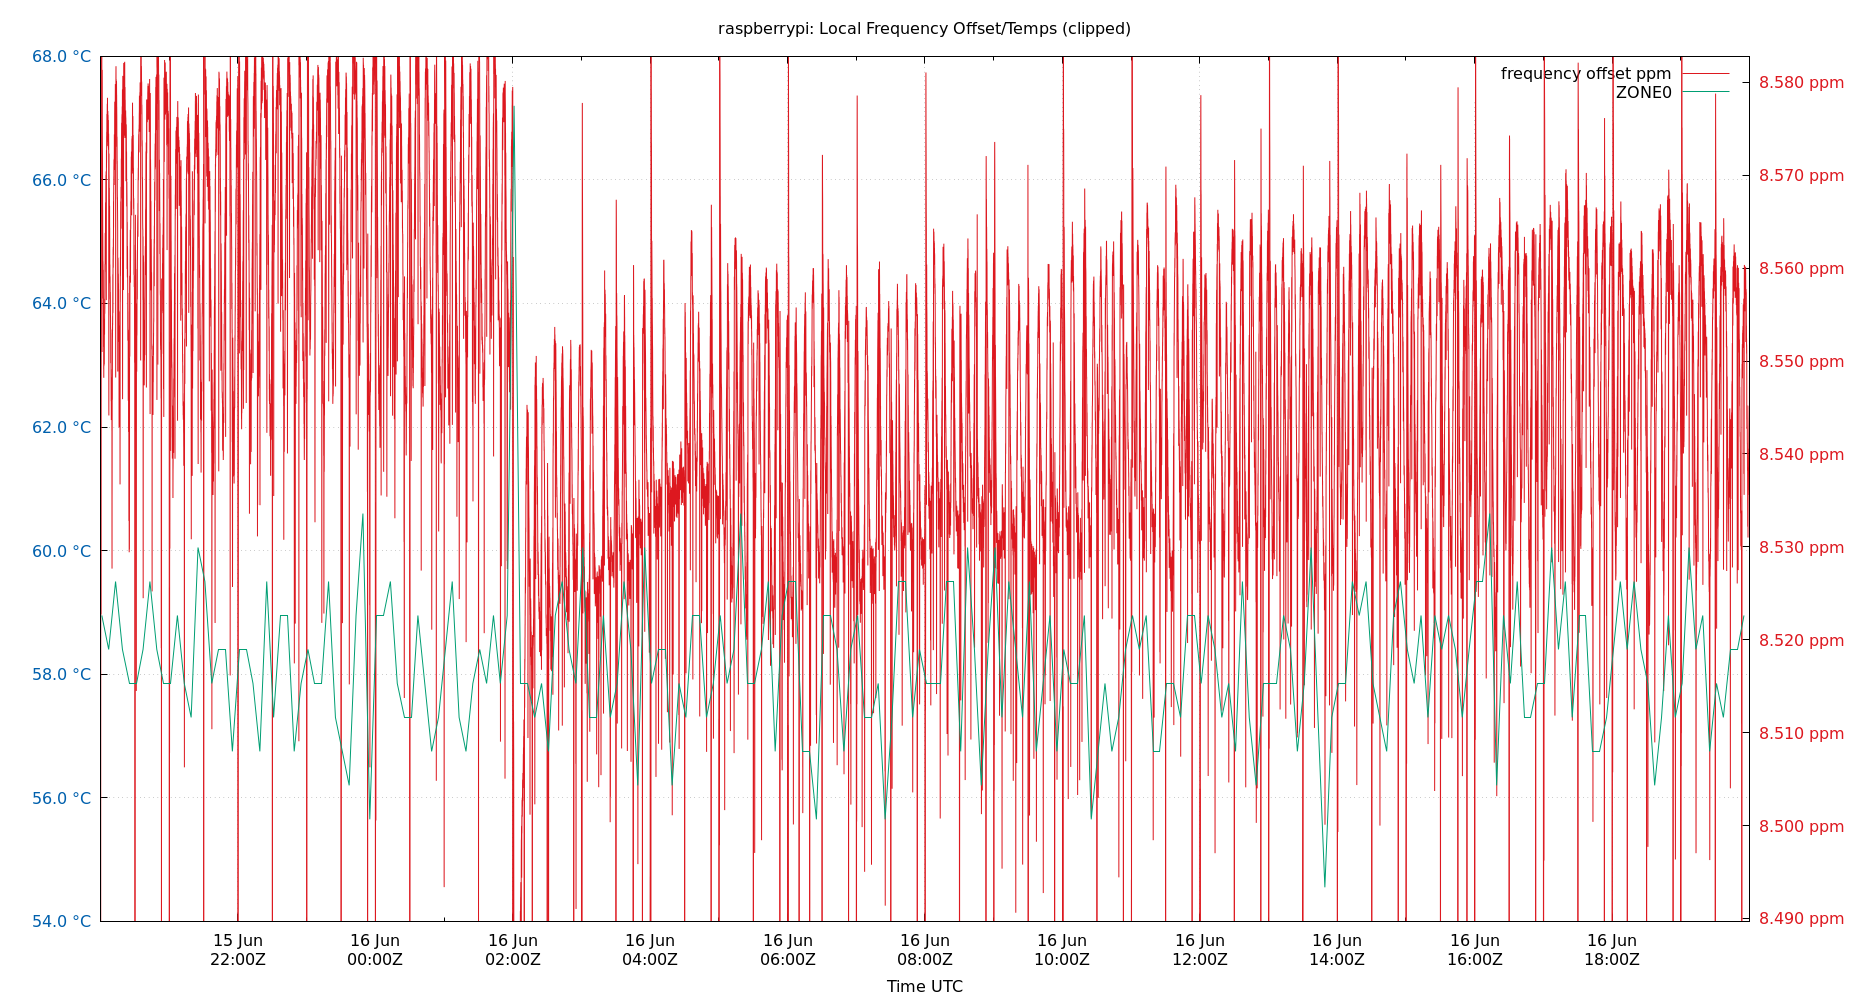 raspberrypi: Local Frequency Offset/Temps (clipped)
68.0 °C
66.0 °C
64.0 °C
62.0 °C
60.0 °C
58.0 °C
56.0 °C
54.0 °C
frequency offset ppm
ZONE0
8.580 ppm
8.570 ppm
8.560 ppm
8.550 ppm
8.540 ppm
8.530 ppm
8.520 ppm
8.510 ppm
8.500 ppm
8.490 ppm
15 Jun 16 Jun 16 Jun 16 Jun 16 Jun 16 Jun 16 Jun 16 Jun 16 Jun 16 Jun 16 Jun
22:00Z 00:00Z 02:00Z 04:00Z 06:00Z 08:00Z 10:00Z 12:00Z 14:00Z 16:00Z 18:00Z
Time UTC